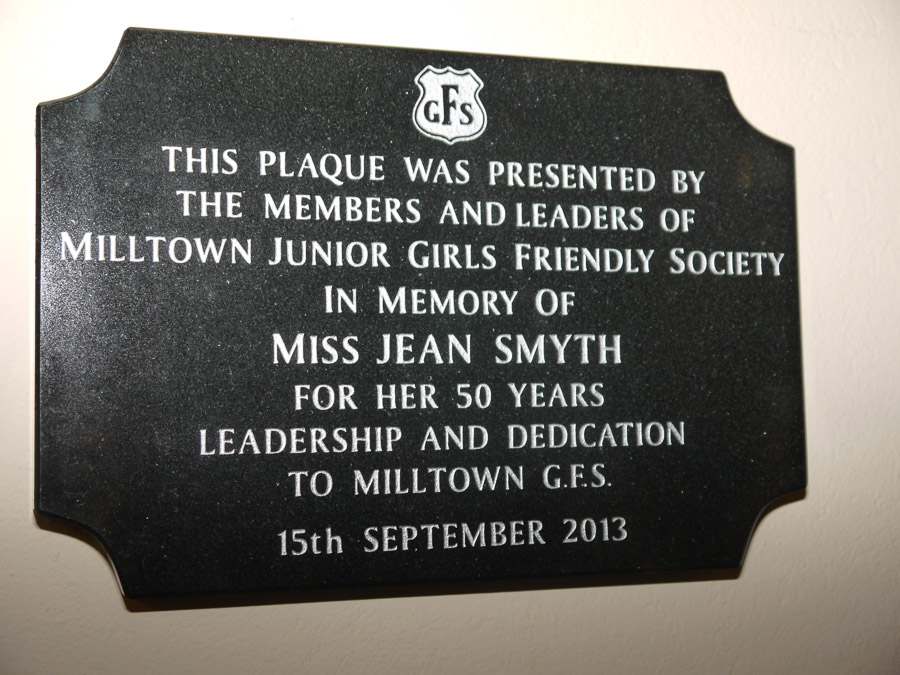 GFS
THIS PLAQUE WAS PRESENTED BY
THE MEMBERS AND LEADERS OF
MILLTOWN JUNIOR GIRLS FRIENDLY SOCIETY
IN MEMORY OF
MISS JEAN SMYTH
FOR HER 50 YEARS
LEADERSHIP AND DEDICATION
TO MILLTOWN G.F.S.
15th SEPTEMBER 2013